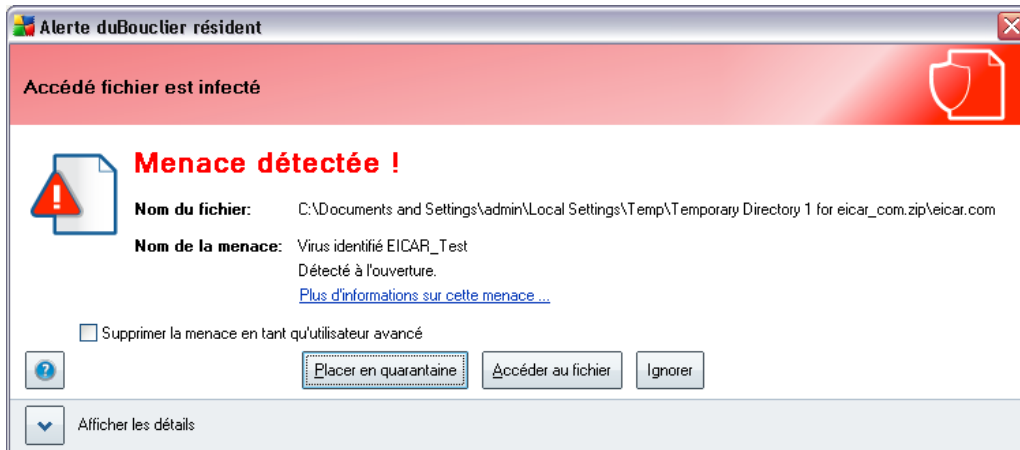 Alerte duBouclier résident
Accédé fichier est infecté
Menace détectée !
Nom du fichier: C:\Documents and Settings\admin\Local Settings\Temp\Temporary Directory 1 for eicar_com.zip\eicar.com
Nom de la menace: Virus identifié EICAR_Test
Détecté à l'ouverture.
Plus d'informations sur cette menace ...
Supprimer la menace en tant qu'utilisateur avancé
Placer en quarantaine Accéder au fichier Ignorer
Afficher les détails